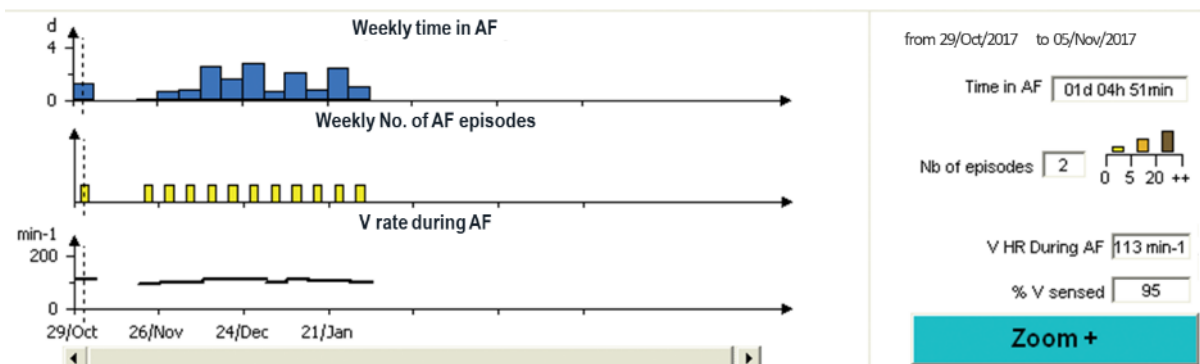 Weekly time in AF
d
4
0
Weekly No. of AF episodes
V rate during AF
min-1
200
0
29/Oct 26/Nov 24/Dec 21/Jan
from 29/Oct/2017 to 05/Nov/2017
Time in AF 01d 04h 51min
Nb of episodes 2
0 5 20 ++
V HR During AF 113 min-1
% V sensed 95
Zoom +